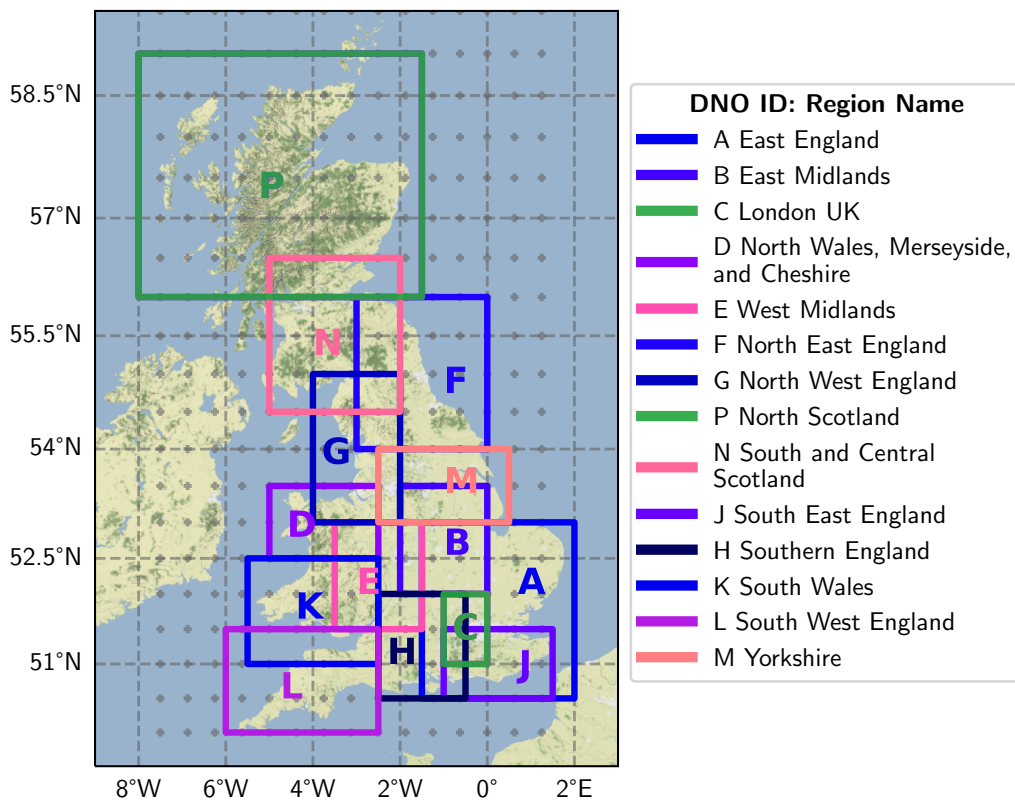 58.5°N
57°N
55.5°N
54°N
52.5°N
51°N
8°W 6°W 4°W 2°W 0° 2°E
P
N
F
G
M
D
B
E
A
K
C
H
J
L
DNO ID: Region Name
A East England
B East Midlands
C London UK
D North Wales, Merseyside,
and Cheshire
E West Midlands
F North East England
G North West England
P North Scotland
N South and Central
Scotland
J South East England
H Southern England
K South Wales
L South West England
M Yorkshire